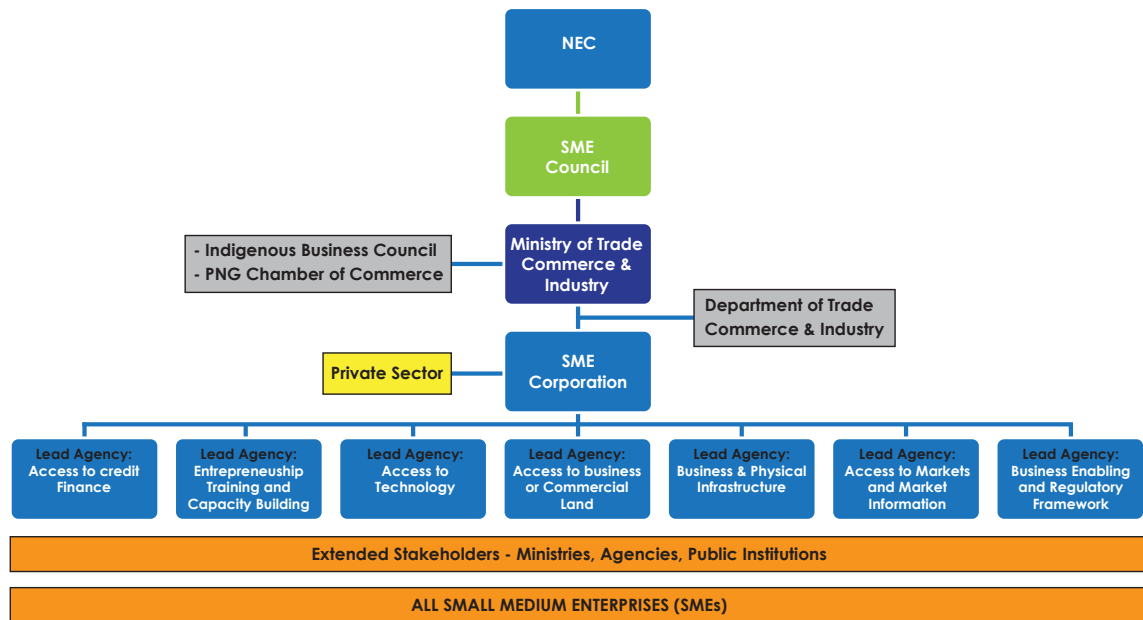 NEC
SME
Council
- Indigenous Business Council
- PNG Chamber of Commerce
Ministry of Trade
Commerce &
Industry
Department of Trade
Commerce & Industry
Private Sector
SME
Corporation
Lead Agency:
Access to credit
Finance
Lead Agency:
Entrepreneuship
Training and
Capacity Building
Lead Agency:
Access to
Technology
Lead Agency:
Access to business
or Commercial
Land
Lead Agency:
Business & Physical
Infrastructure
Lead Agency:
Access to Markets
and Market
Information
Lead Agency:
Business Enabling
and Regulatory
Framework
Extended Stakeholders - Ministries, Agencies, Public Institutions
ALL SMALL MEDIUM ENTERPRISES (SMEs)